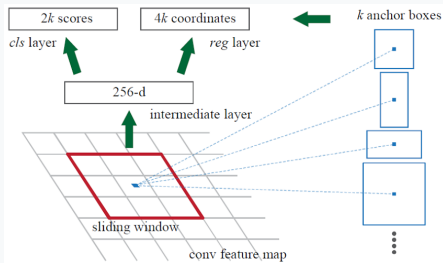 2k scores
4k coordinates
k anchor boxes
cls layer
reg layer
256-d
intermediate layer
sliding window
conv feature map